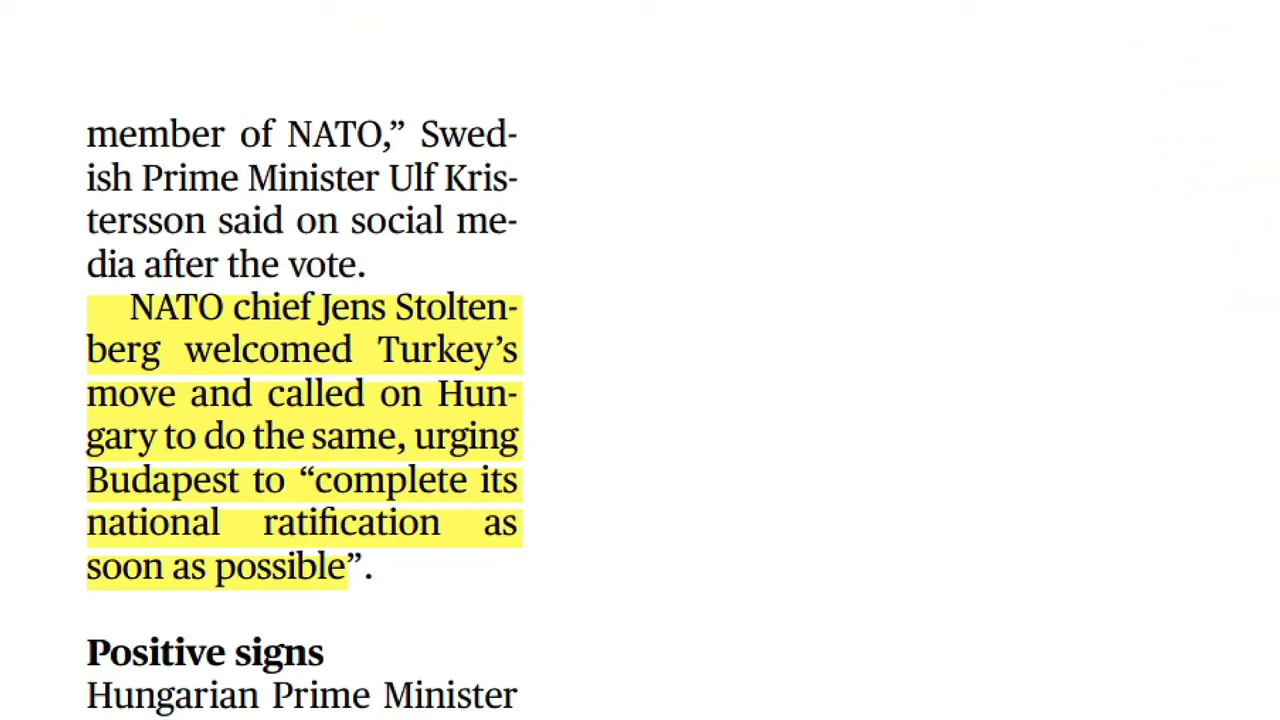 member of NATO,” Swed-
ish Prime Minister Ulf Kris-
tersson said on social me-
dia after the vote.
NATO chief Jens Stolten-
berg welcomed Turkey’s
move and called on Hun-
gary to do the same, urging
Budapest to “complete its
national ratification as
soon as possible”.
Positive signs
Hungarian Prime Minister